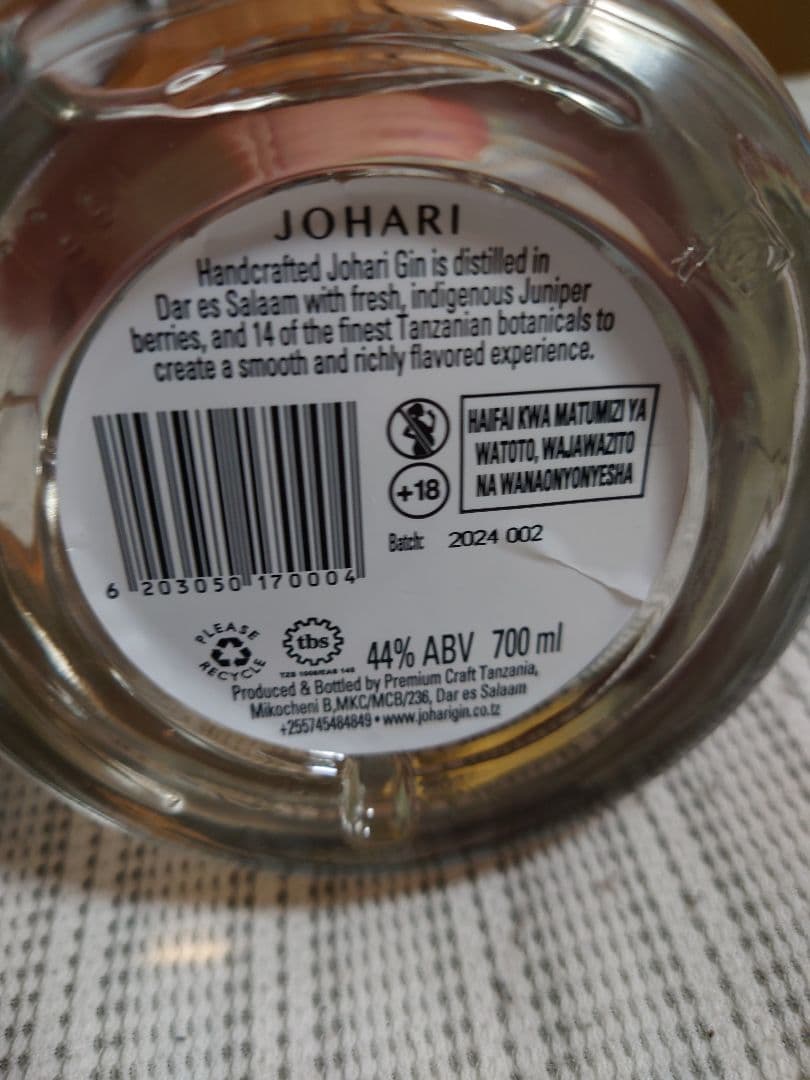 JOHARI
Handcrafted Johari Gin is distilled in
Dar es Salaam with fresh, indigenous Juniper
berries, and 14 of the finest Tanzanian botanicals to
create a smooth and richly flavored experience.
HAIFAI KWA MATUMIZI YA
WATOTO, WAJAWAZITO
NA WANAONYONYESHA
+18
Batch: 2024 002
6 203050 170004
PLEASE
RECYCLE
tbs
44% ABV 700 ml
Produced & Bottled by Premium Craft Tanzania,
Mikocheni B,MKC/MCB/236, Dar es Salaam
+255745484849 • www.joharigin.co.tz